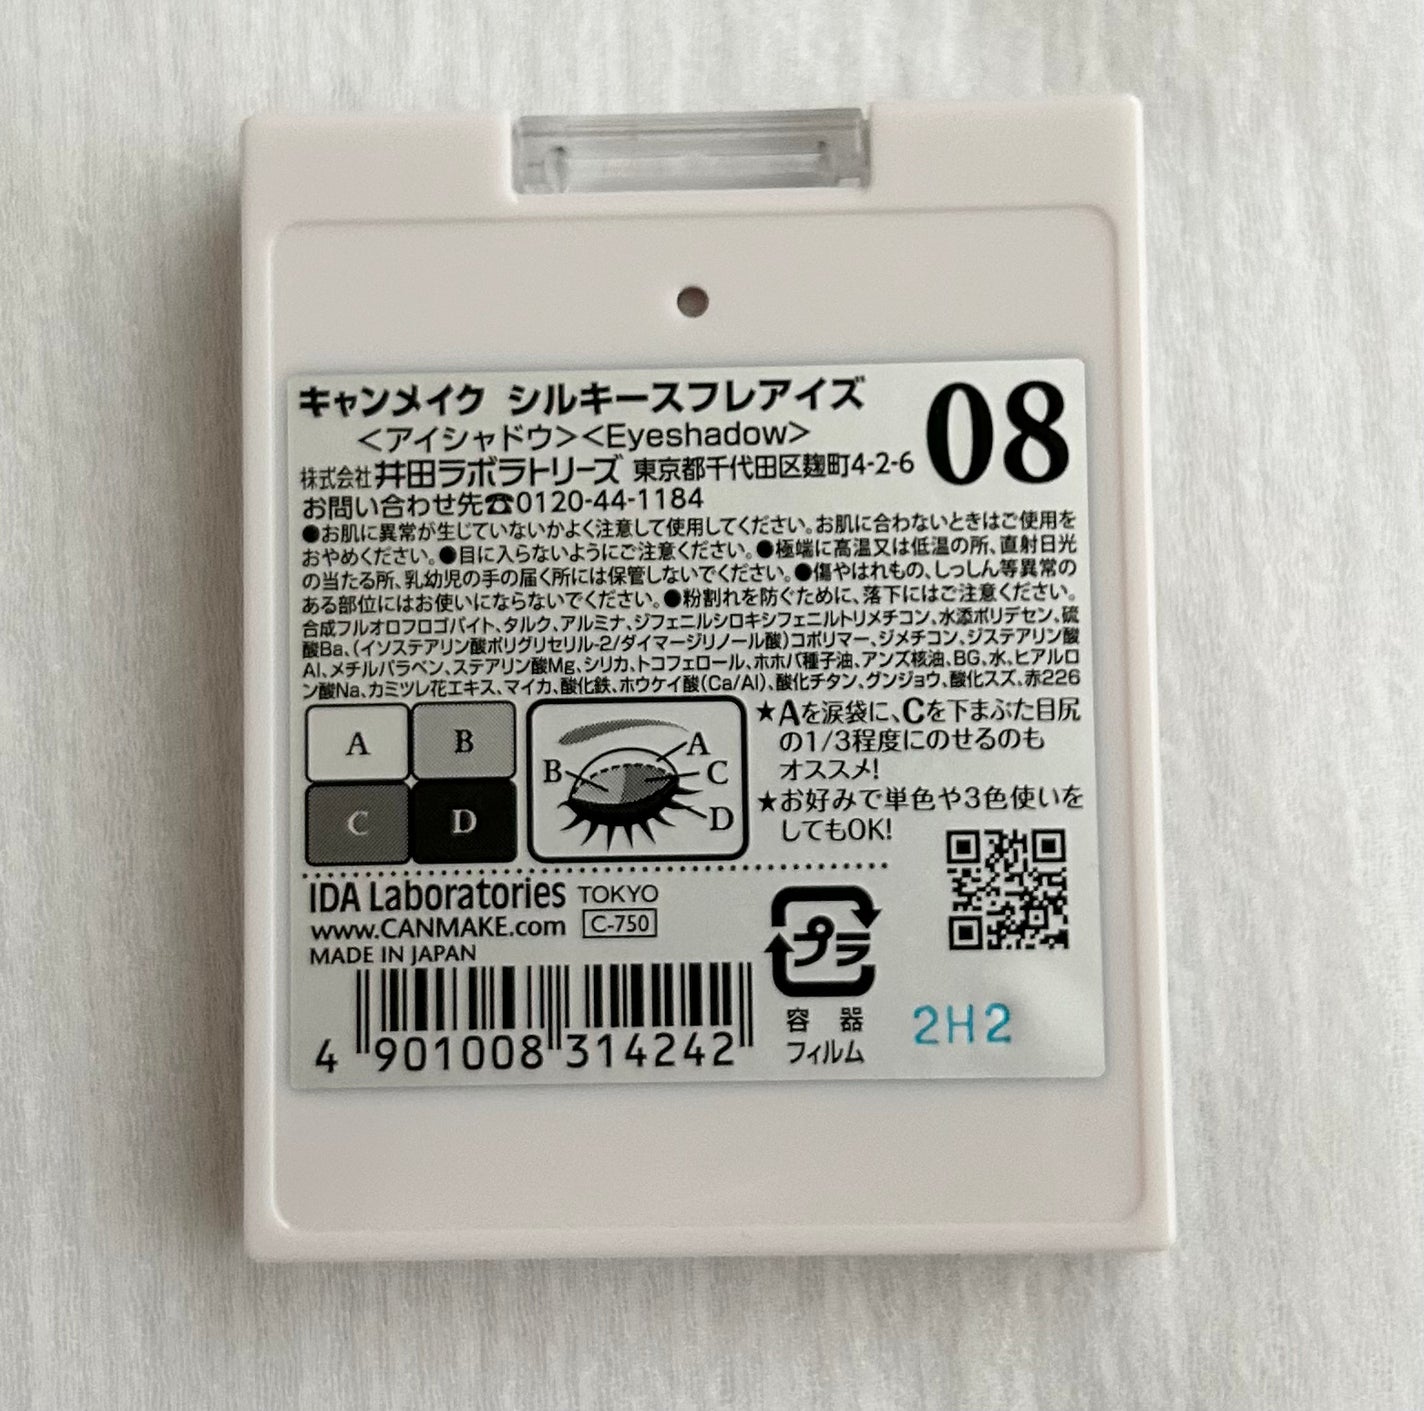 キャンメイク シルキースフレアイズ
08
<アイシャドウ><Eyeshadow>
株式会社井田ラボラトリーズ 東京都千代田区麹町4-2-6
お問い合わせ先☎0120-44-1184
●お肌に異常が生じていないかよく注意して使用してください。お肌に合わないときはご使用を
おやめください。●目に入らないようにご注意ください。●極端に高温又は低温の所、直射日光
の当たる所、乳幼児の手の届く所には保管しないでください。●傷やはれもの、しっしん等異常の
ある部位にはお使いにならないでください。●粉割れを防ぐために、落下にはご注意ください。
合成フルオロフロゴパイト、タルク、アルミナ、ジフェニルシロキシフェニルトリメチコン、水添ポリデセン、硫
酸Ba、(イソステアリン酸ポリグリセリル-2/ダイマージリノール酸)コポリマー、ジメチコン、ジステアリン酸
Al、メチルパラベン、ステアリン酸Mg、シリカ、トコフェロール、ホホバ種子油、アンズ核油、BG、水、ヒアルロ
ン酸Na、カミツレ花エキス、マイカ、酸化鉄、ホウケイ酸(Ca/Al)、酸化チタン、グンジョウ、酸化スズ、赤226
A B
C D
A
B C
D
★Aを涙袋に、Cを下まぶた目尻
の1/3程度にのせるのも
オススメ!
★お好みで単色や3色使いを
してもOK!
IDA Laboratories TOKYO
www.CANMAKE.com C-750
MADE IN JAPAN
4 901008 314242
プラ
容 器
フィルム
2H2